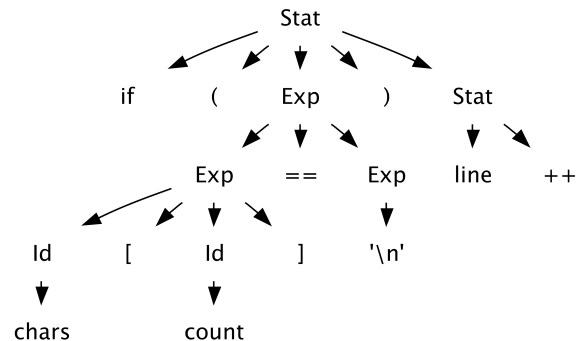 Stat
if ( Exp ) Stat
Exp == Exp line ++
Id [ Id ] '\n'
chars count